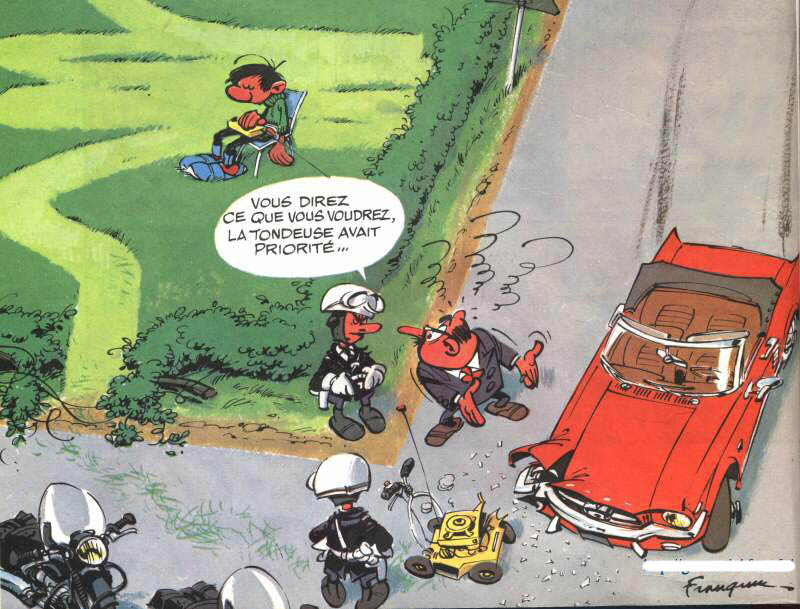 VOUS DIREZ
CE QUE VOUS VOUDREZ,
LA TONDEUSE AVAIT
PRIORITÉ...
Franquin